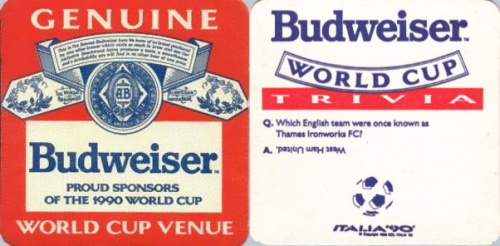 GENUINE
AB
Budweiser
PROUD SPONSORS
OF THE 1990 WORLD CUP
WORLD CUP VENUE
Budweiser
WORLD CUP
TRIVIA
Q. Which English team were once known as
Thames Ironworks FC?
A. West Ham United.
ITALIA'90